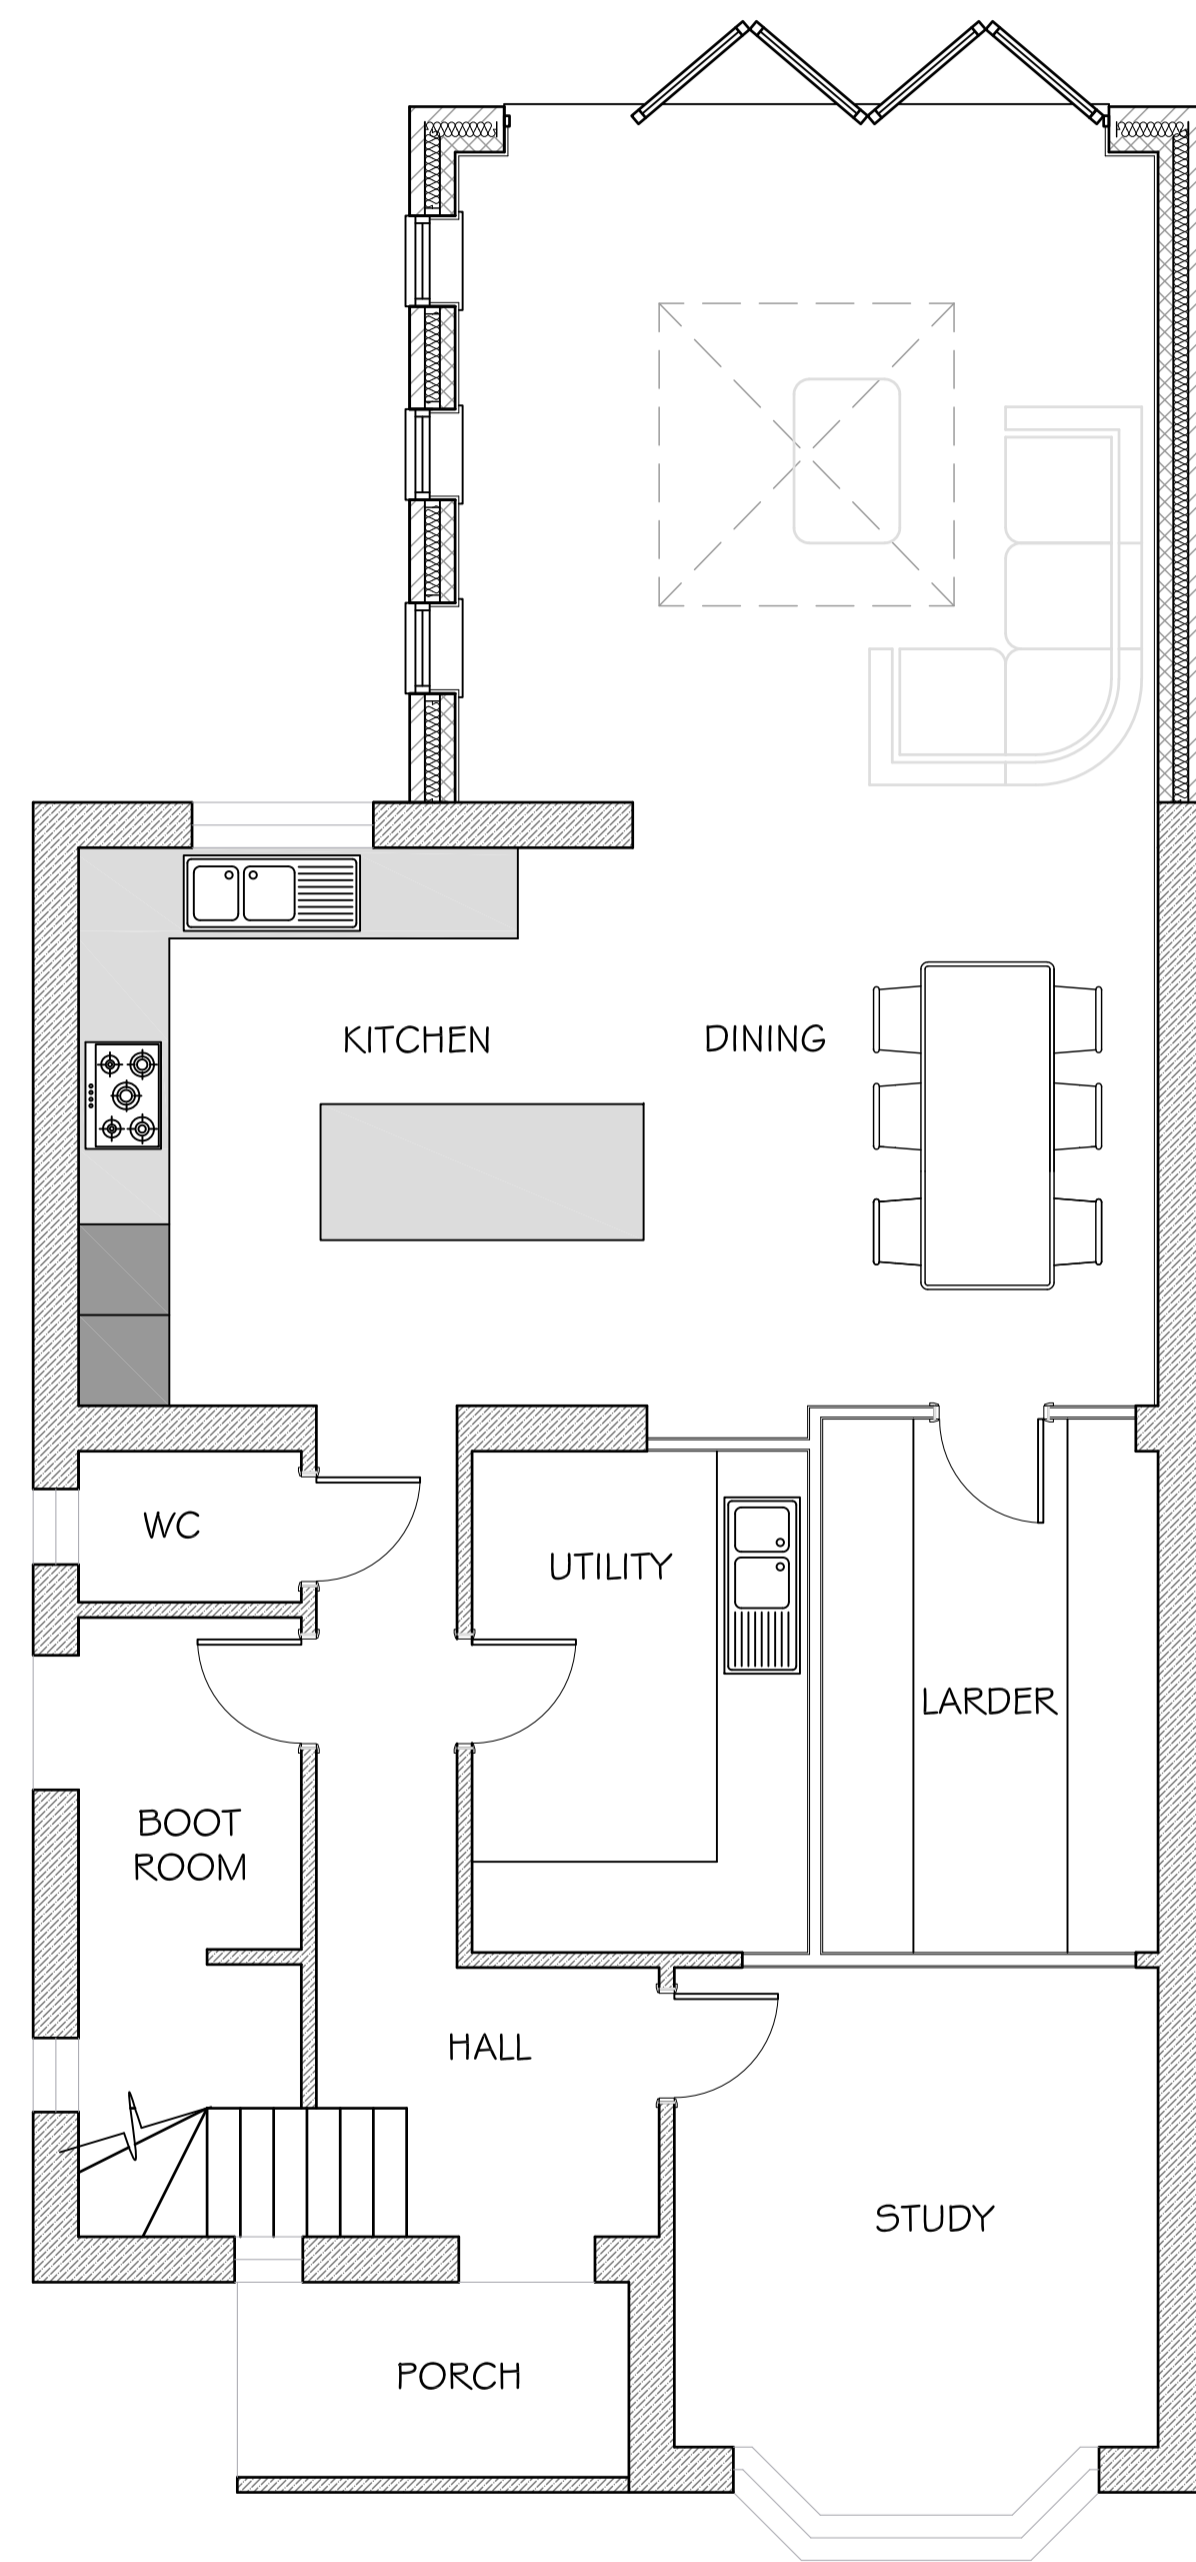 KITCHEN
DINING
WC
UTILITY
LARDER
BOOT
ROOM
HALL
STUDY
PORCH